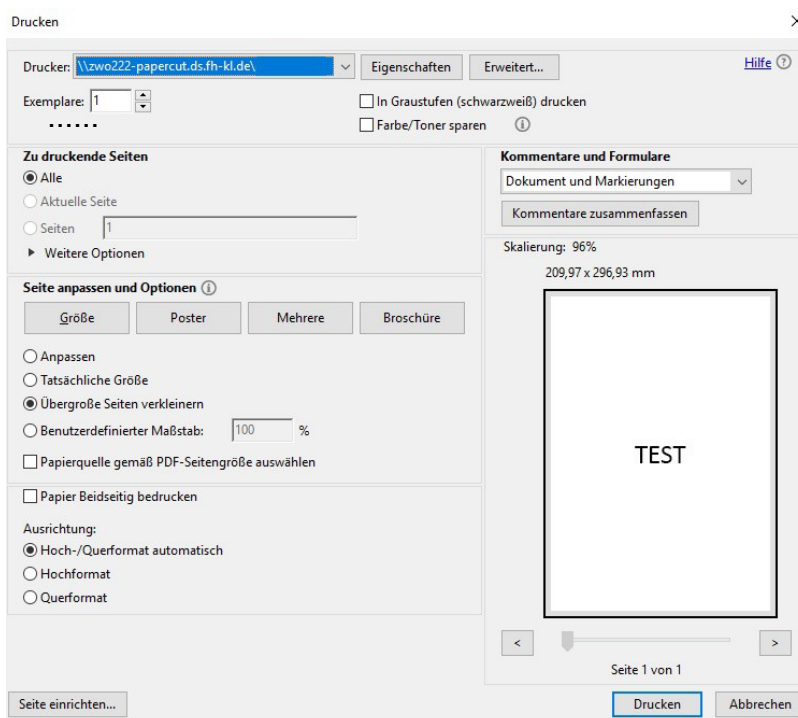 Drucken
Drucker: \\zwo222-papercut.ds.fh-kl.de\ Eigenschaften Erweitert... Hilfe
Exemplare: 1 In Graustufen (schwarzweiß) drucken
Farbe/Toner sparen
Zu druckende Seiten
Alle
Aktuelle Seite
Seiten 1
Weitere Optionen
Kommentare und Formulare
Dokument und Markierungen
Kommentare zusammenfassen
Seite anpassen und Optionen
Größe Poster Mehrere Broschüre
Anpassen
Tatsächliche Größe
Übergroße Seiten verkleinern
Benutzerdefinierter Maßstab: 100 %
Papierquelle gemäß PDF-Seitengröße auswählen
Papier Beidseitig bedrucken
Ausrichtung:
Hoch-/Querformat automatisch
Hochformat
Querformat
Skalierung: 96%
209,97 x 296,93 mm
TEST
< >
Seite 1 von 1
Seite einrichten... Drucken Abbrechen